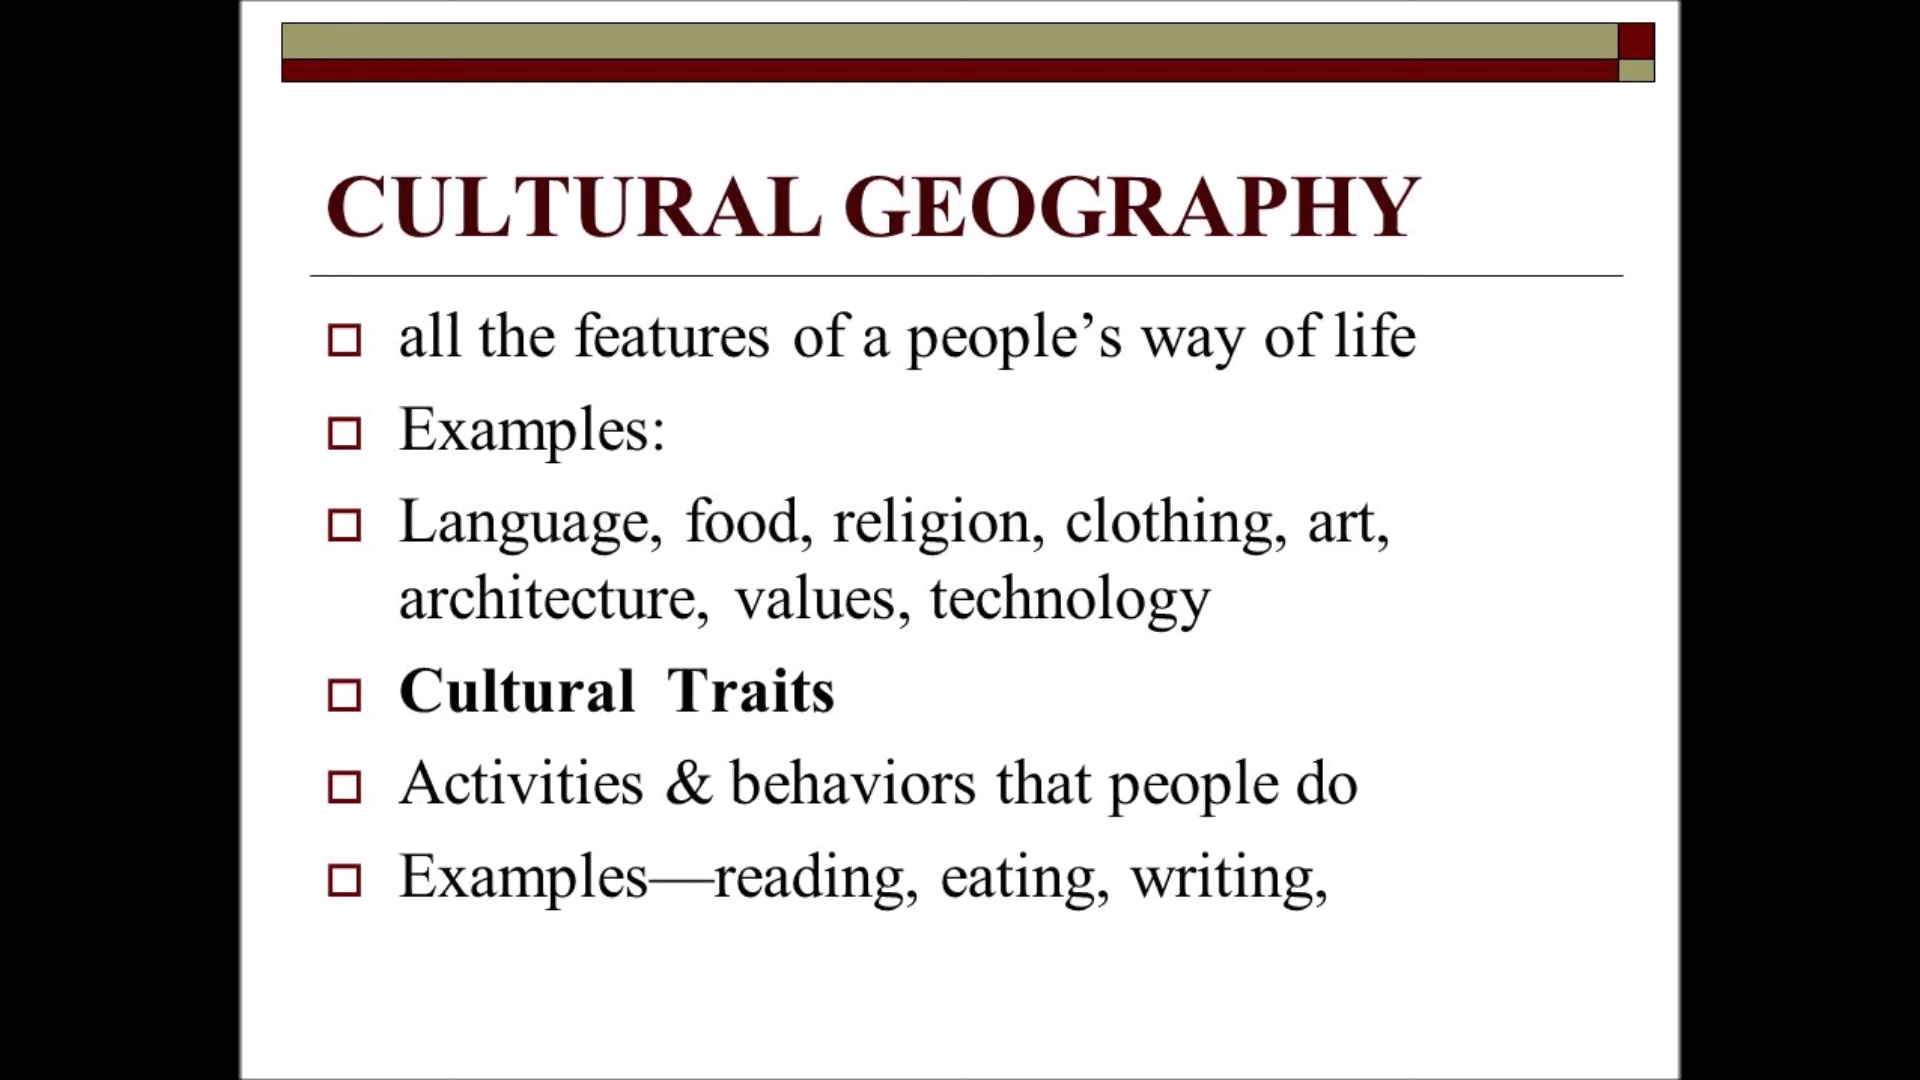 CULTURAL GEOGRAPHY
all the features of a people’s way of life
Examples:
Language, food, religion, clothing, art,
architecture, values, technology
Cultural Traits
Activities & behaviors that people do
Examples—reading, eating, writing,